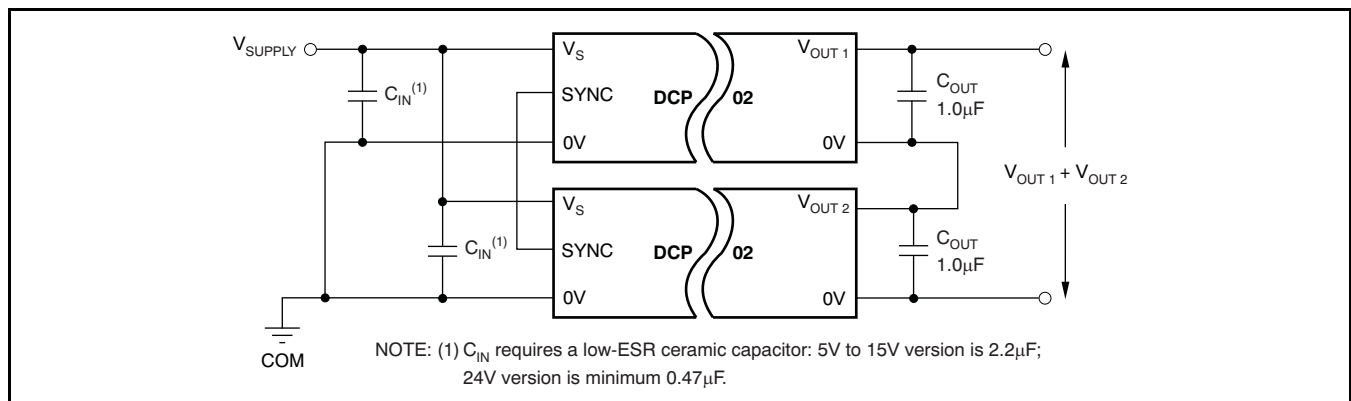 V_SUPPLY
C_IN^(1)
V_S
SYNC
0V
DCP 02
V_OUT 1
0V
C_OUT
1.0μF
V_OUT 1 + V_OUT 2
C_IN^(1)
V_S
SYNC
0V
DCP 02
V_OUT 2
0V
C_OUT
1.0μF
COM
NOTE: (1) C_IN requires a low-ESR ceramic capacitor: 5V to 15V version is 2.2μF;
24V version is minimum 0.47μF.